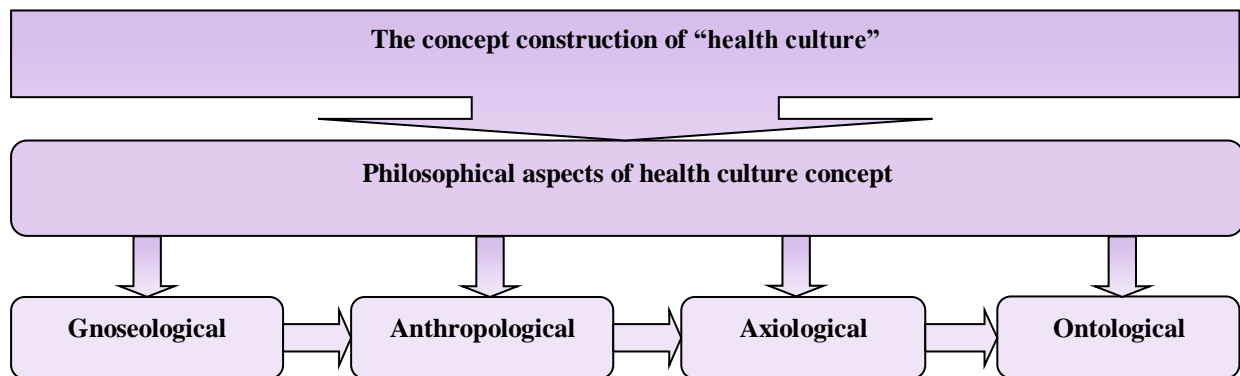 The concept construction of “health culture”
Philosophical aspects of health culture concept
Gnoseological
Anthropological
Axiological
Ontological